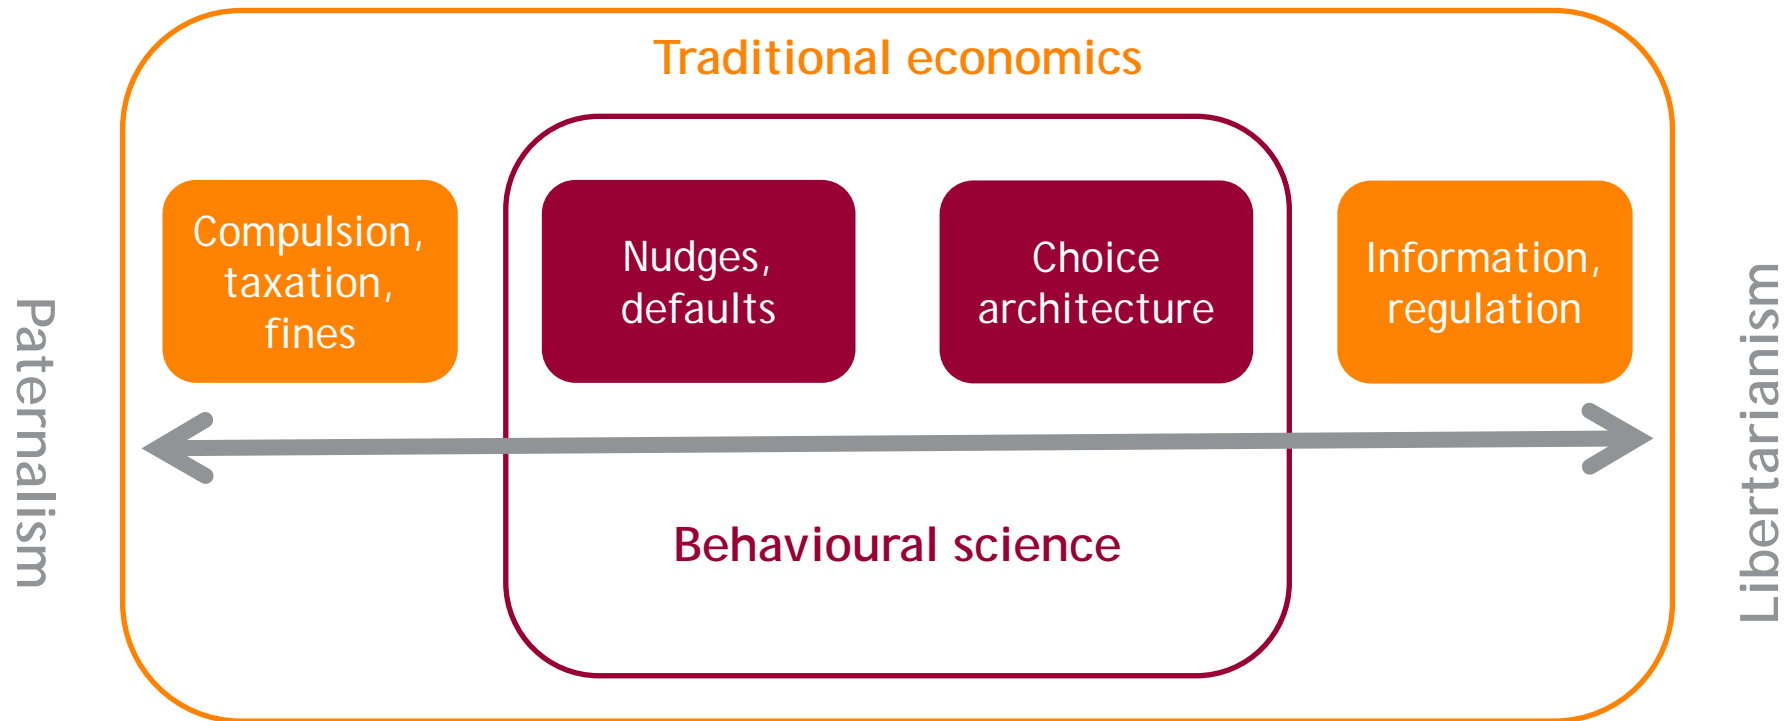 Traditional economics
Compulsion,
taxation,
fines
Nudges,
defaults
Choice
architecture
Information,
regulation
Paternalism
Libertarianism
Behavioural science